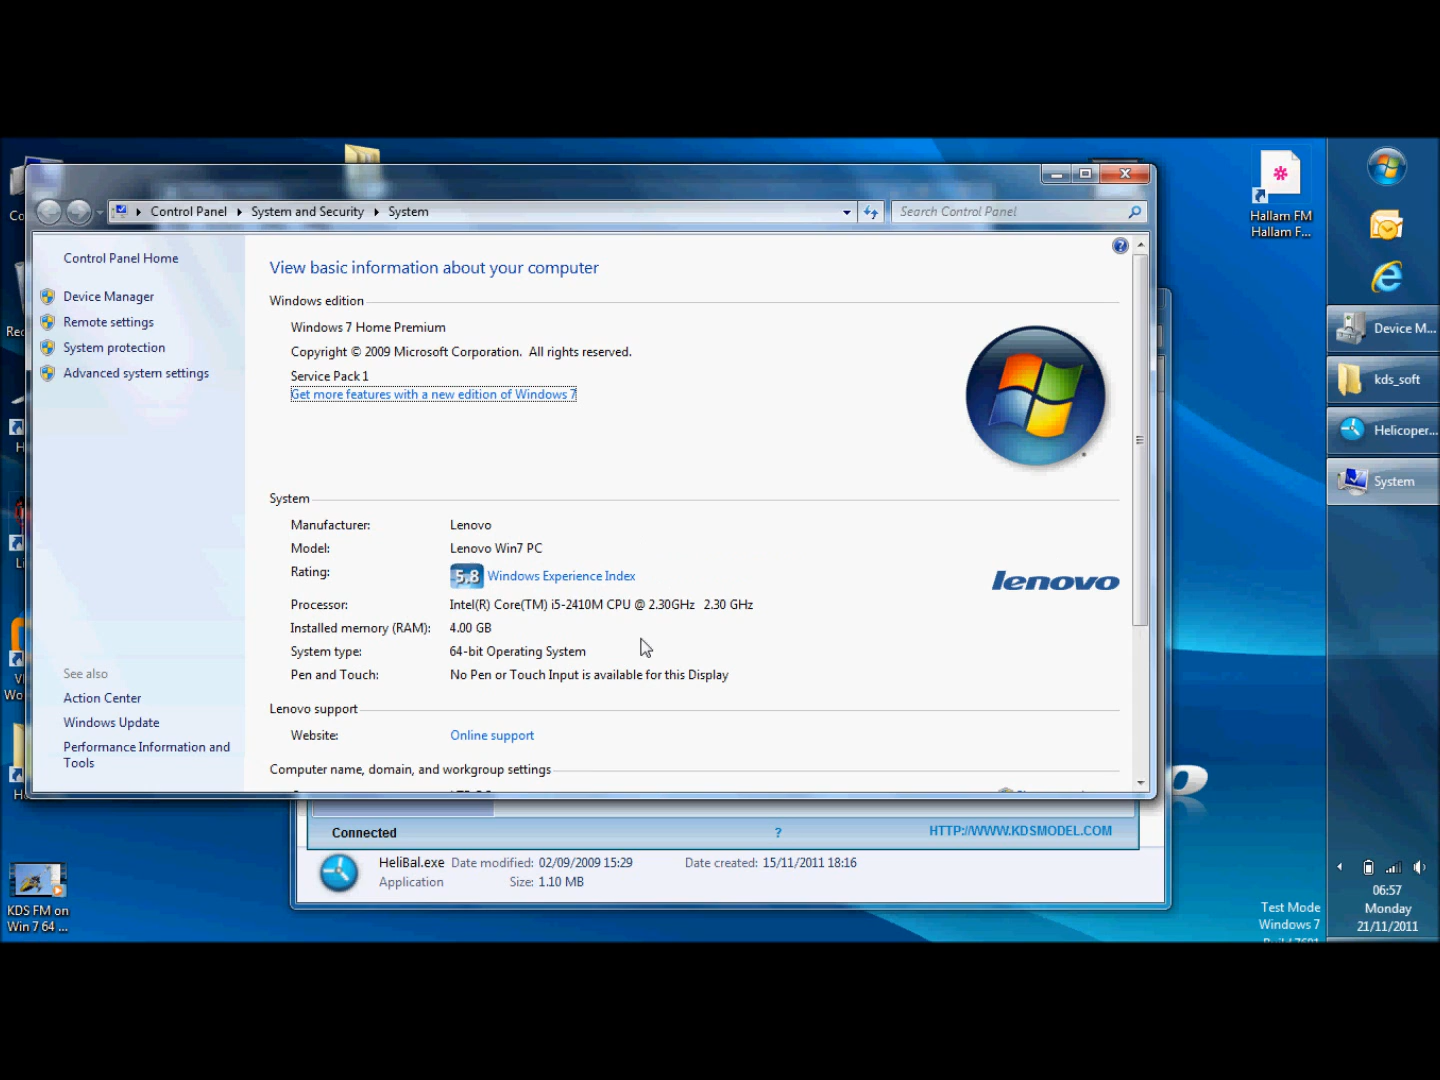 Control Panel
System and Security
System
Search Control Panel
Control Panel Home
Device Manager
Remote settings
System protection
Advanced system settings
See also
Action Center
Windows Update
Performance Information and
Tools
View basic information about your computer
Windows edition
Windows 7 Home Premium
Copyright © 2009 Microsoft Corporation.  All rights reserved.
Service Pack 1
Get more features with a new edition of Windows 7
System
Manufacturer: Lenovo
Model: Lenovo Win7 PC
Rating: 5,8 Windows Experience Index
lenovo
Processor: Intel(R) Core(TM) i5-2410M CPU @ 2.30GHz 2.30 GHz
Installed memory (RAM): 4.00 GB
System type: 64-bit Operating System
Pen and Touch: No Pen or Touch Input is available for this Display
Lenovo support
Website: Online support
Computer name, domain, and workgroup settings
Connected ? HTTP://WWW.KDSMODEL.COM
HeliBal.exe Date modified: 02/09/2009 15:29 Date created: 15/11/2011 18:16
Application Size: 1.10 MB
KDS FM on
Win 7 64 ...
Hallam FM
Hallam F...
Device M...
kds_soft
Helicoper...
System
Test Mode
Windows 7
06:57
Monday
21/11/2011